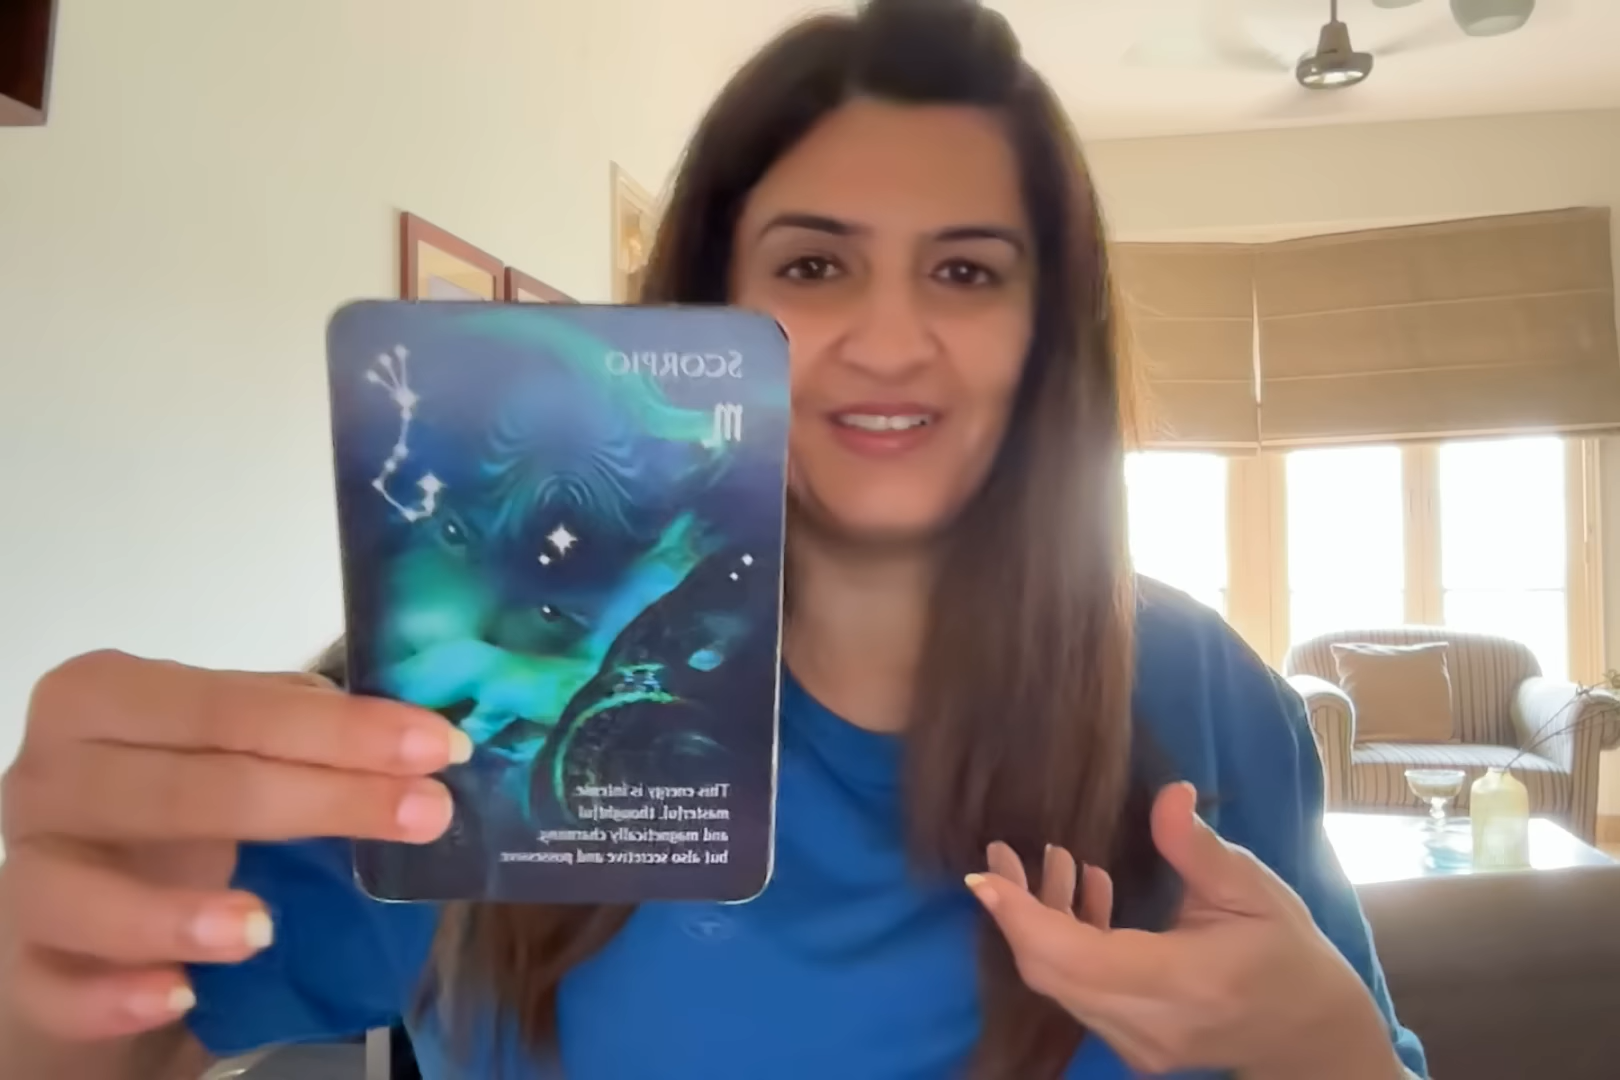 SCORPIO
♏
This energy is intense,
masterful, thoughtful
and magnetically charming,
but also secretive and possessive.